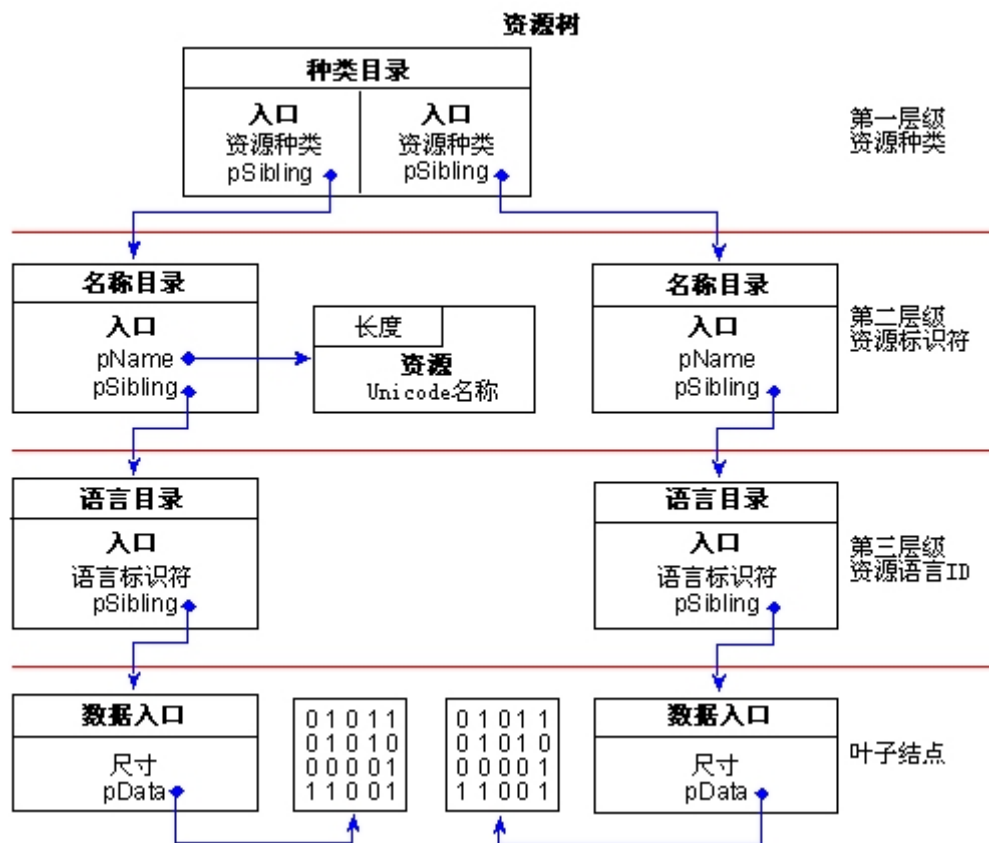 资源树
种类目录
入口 入口
资源种类 资源种类
pSibling pSibling
第一层级
资源种类
名称目录
入口
pName
pSibling
长度
资源
Unicode名称
名称目录
入口
pName
pSibling
第二层级
资源标识符
语言目录
入口
语言标识符
pSibling
语言目录
入口
语言标识符
pSibling
第三层级
资源语言ID
数据入口
尺寸
pData
0 1 0 1 1
0 1 0 1 0
0 0 0 0 1
1 1 0 0 1
0 1 0 1 1
0 1 0 1 0
0 0 0 0 1
1 1 0 0 1
数据入口
尺寸
pData
叶子结点